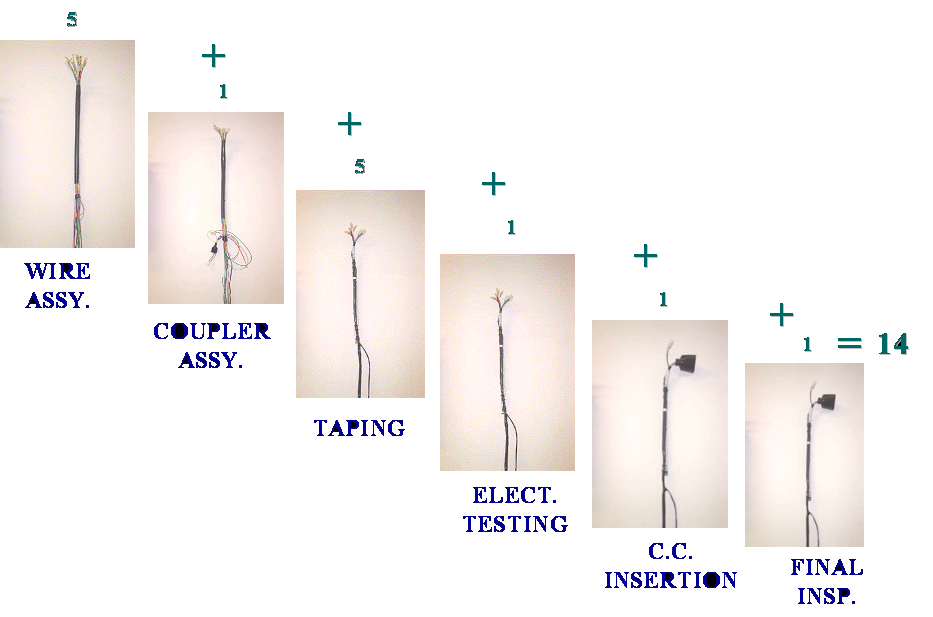 5
WIRE
ASSY.
+
1
COUPLER
ASSY.
+
5
TAPING
+
1
ELECT.
TESTING
+
1
C.C.
INSERTION
+
1 = 14
FINAL
INSP.